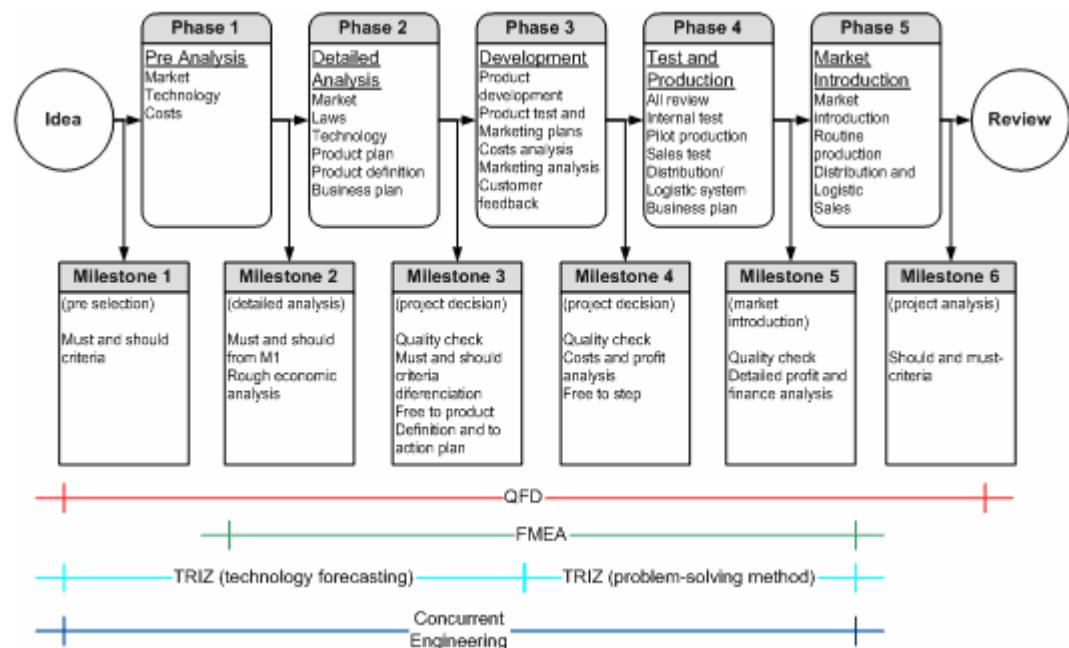 Idea
Phase 1
Pre Analysis
Market
Technology
Costs
Phase 2
Detailed
Analysis
Market
Laws
Technology
Product plan
Product definition
Business plan
Phase 3
Development
Product
development
Product test and
Marketing plans
Costs analysis
Marketing analysis
Customer
feedback
Phase 4
Test and
Production
All review
Internal test
Pilot production
Sales test
Distribution/
Logistic system
Business plan
Phase 5
Market
Introduction
Market
introduction
Routine
production
Distribution and
Logistic
Sales
Review
Milestone 1
(pre selection)
Must and should
criteria
Milestone 2
(detailed analysis)
Must and should
from M1
Rough economic
analysis
Milestone 3
(project decision)
Quality check
Must and should
criteria
diferenciation
Free to product
Definition and to
action plan
Milestone 4
(project decision)
Quality check
Costs and profit
analysis
Free to step
Milestone 5
(market
introduction)
Quality check
Detailed profit and
finance analysis
Milestone 6
(project analysis)
Should and must-
criteria
QFD
FMEA
TRIZ (technology forecasting)
TRIZ (problem-solving method)
Concurrent
Engineering